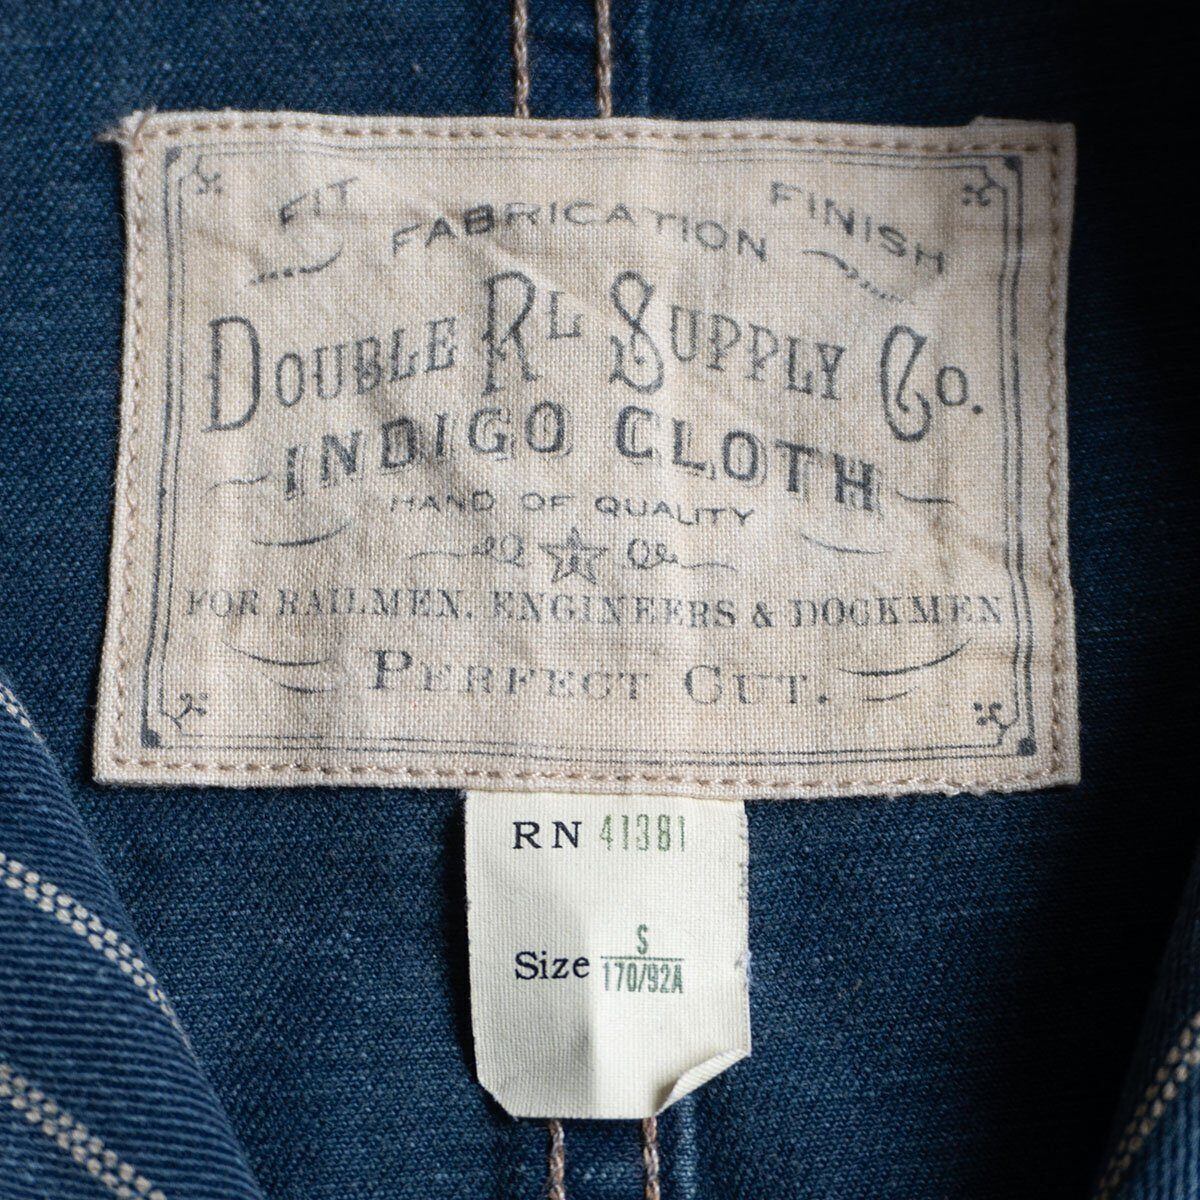 FIT FINISH
FABRICATION
DOUBLE RL SUPPLY CO.
INDIGO CLOTH
HAND OF QUALITY
FOR RAILMEN, ENGINEERS & DOCKMEN
PERFECT CUT.
RN 41381
S
Size 170/92A